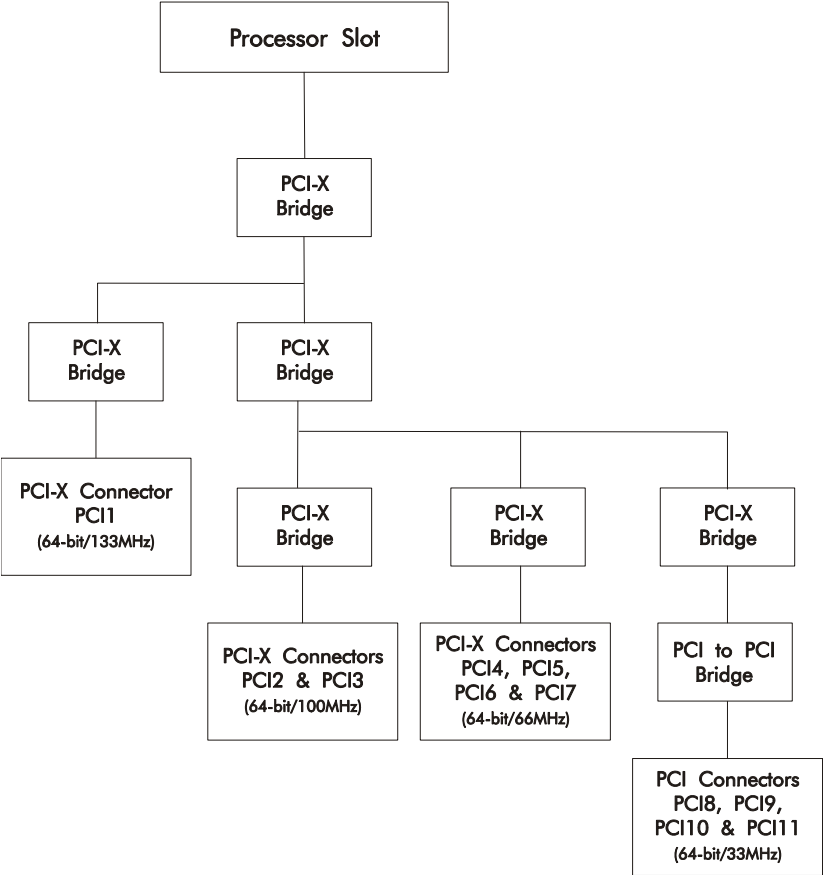 Processor Slot
PCI-X
Bridge
PCI-X
Bridge
PCI-X
Bridge
PCI-X Connector
PCI1
(64-bit/133MHz)
PCI-X
Bridge
PCI-X
Bridge
PCI-X
Bridge
PCI-X Connectors
PCI2 & PCI3
(64-bit/100MHz)
PCI-X Connectors
PCI4, PCI5,
PCI6 & PCI7
(64-bit/66MHz)
PCI to PCI
Bridge
PCI Connectors
PCI8, PCI9,
PCI10 & PCI11
(64-bit/33MHz)